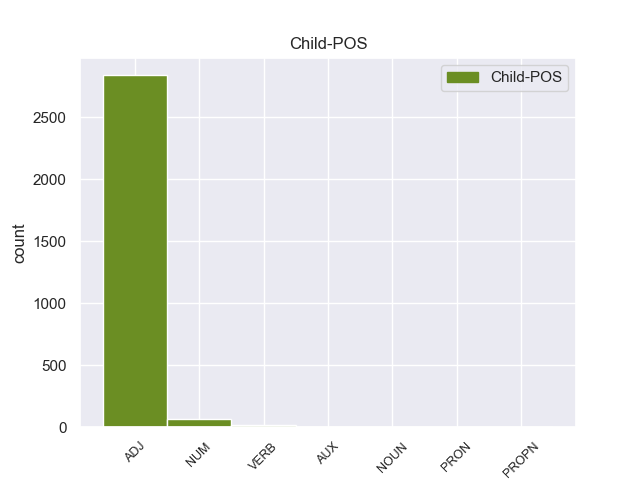 Child-POS
Child-POS
count
2500
2000
1500
1000
500
0
ADJ
NUM
VERB
AUX
NOUN
PRON
PROPN